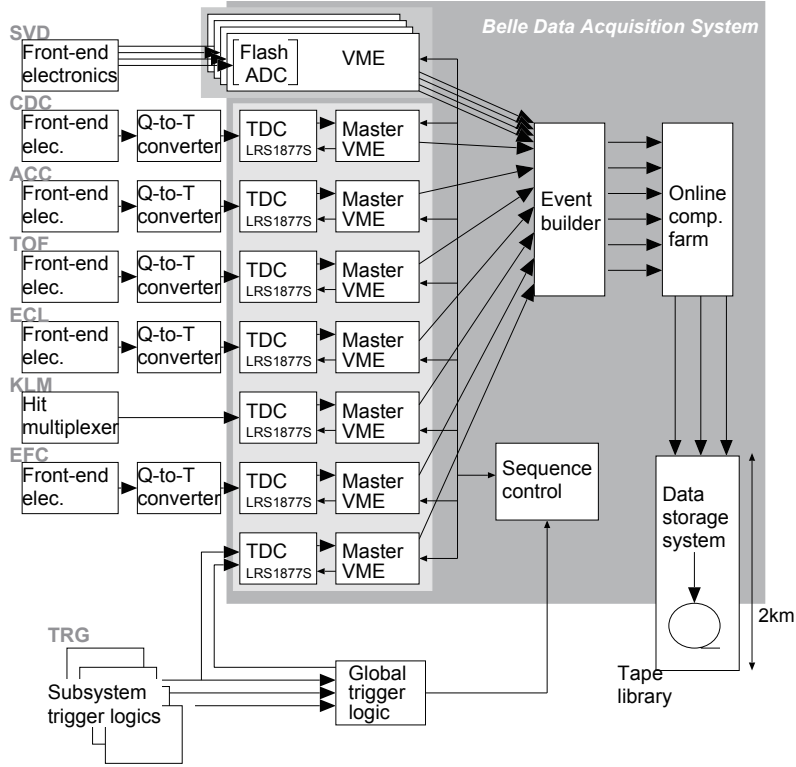 Belle Data Acquisition System
SVD
Front-end
electronics
Flash
ADC
VME
CDC
Front-end
elec.
Q-to-T
converter
TDC
LRS1877S
Master
VME
ACC
Front-end
elec.
Q-to-T
converter
TDC
LRS1877S
Master
VME
Event
builder
Online
comp.
farm
TOF
Front-end
elec.
Q-to-T
converter
TDC
LRS1877S
Master
VME
ECL
Front-end
elec.
Q-to-T
converter
TDC
LRS1877S
Master
VME
KLM
Hit
multiplexer
TDC
LRS1877S
Master
VME
EFC
Front-end
elec.
Q-to-T
converter
TDC
LRS1877S
Master
VME
Sequence
control
Data
storage
system
TDC
LRS1877S
Master
VME
2km
TRG
Subsystem
trigger logics
Global
trigger
logic
Tape
library